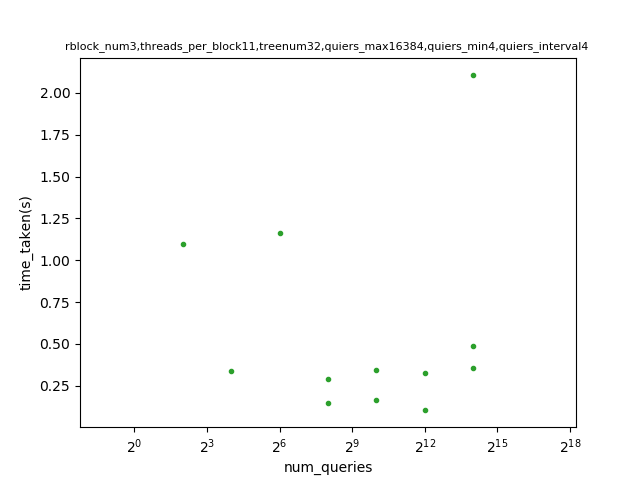 rblock_num3,threads_per_block11,treenum32,quiers_max16384,quiers_min4,quiers_interval4
2.00
1.75
1.50
1.25
1.00
0.75
0.50
0.25
time_taken(s)
2^0 2^3 2^6 2^9 2^12 2^15 2^18
num_queries